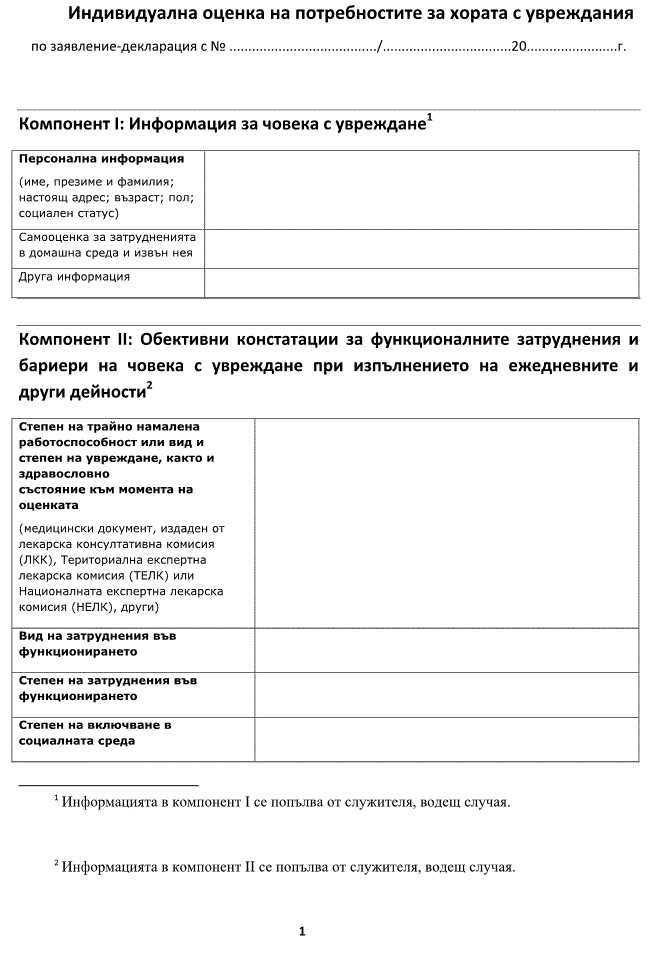 Индивидуална оценка на потребностите за хората с увреждания
по заявление-декларация с № ......................................./..................................20........................г.
Компонент I: Информация за човека с увреждане1
Персонална информация
(име, презиме и фамилия;
настоящ адрес; възраст; пол;
социален статус)
Самооценка за затрудненията
в домашна среда и извън нея
Друга информация
Компонент II: Обективни констатации за функционалните затруднения и
бариери на човека с увреждане при изпълнението на ежедневните и
други дейности2
Степен на трайно намалена
работоспособност или вид и
степен на увреждане, както и
здравословно
състояние към момента на
оценката
(медицински документ, издаден от
лекарска консултативна комисия
(ЛКК), Териториална експертна
лекарска комисия (ТЕЛК) или
Националната експертна лекарска
комисия (НЕЛК), други)
Вид на затруднения във
функционирането
Степен на затруднения във
функционирането
Степен на включване в
социалната среда
1 Информацията в компонент I се попълва от служителя, водещ случая.
2 Информацията в компонент II се попълва от служителя, водещ случая.
1